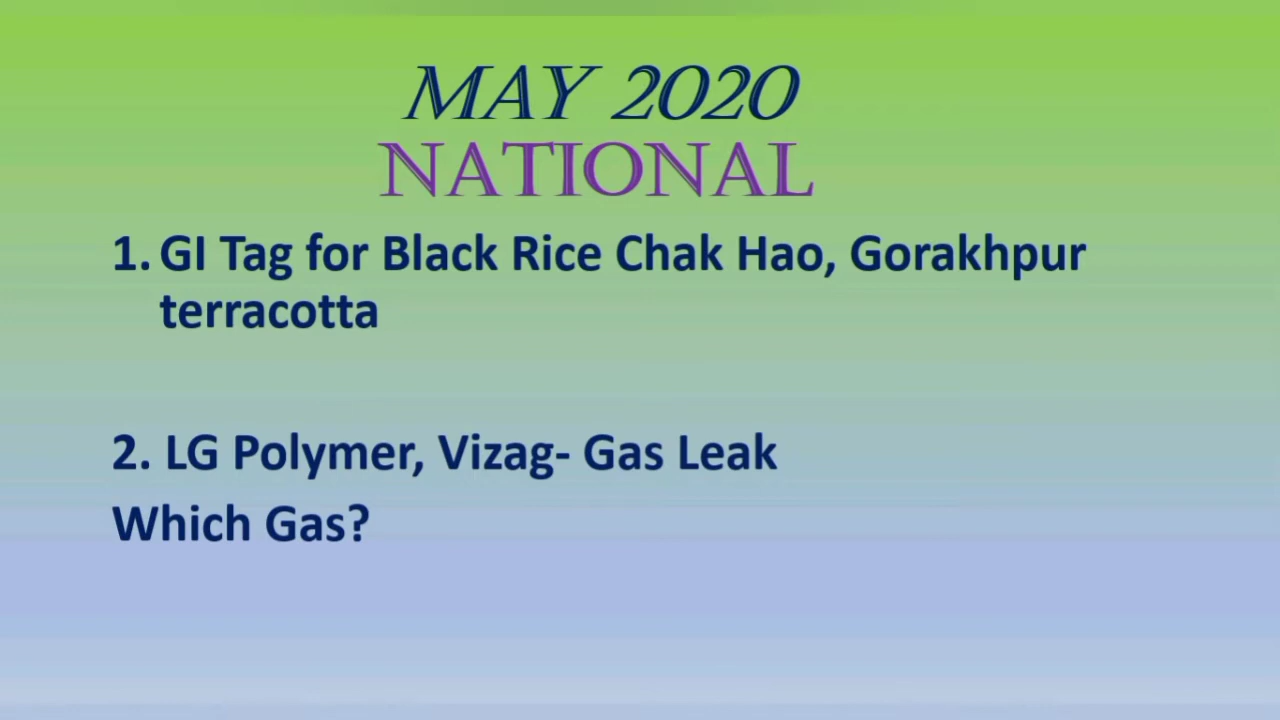 MAY 2020
NATIONAL
1. GI Tag for Black Rice Chak Hao, Gorakhpur
terracotta
2. LG Polymer, Vizag- Gas Leak
Which Gas?